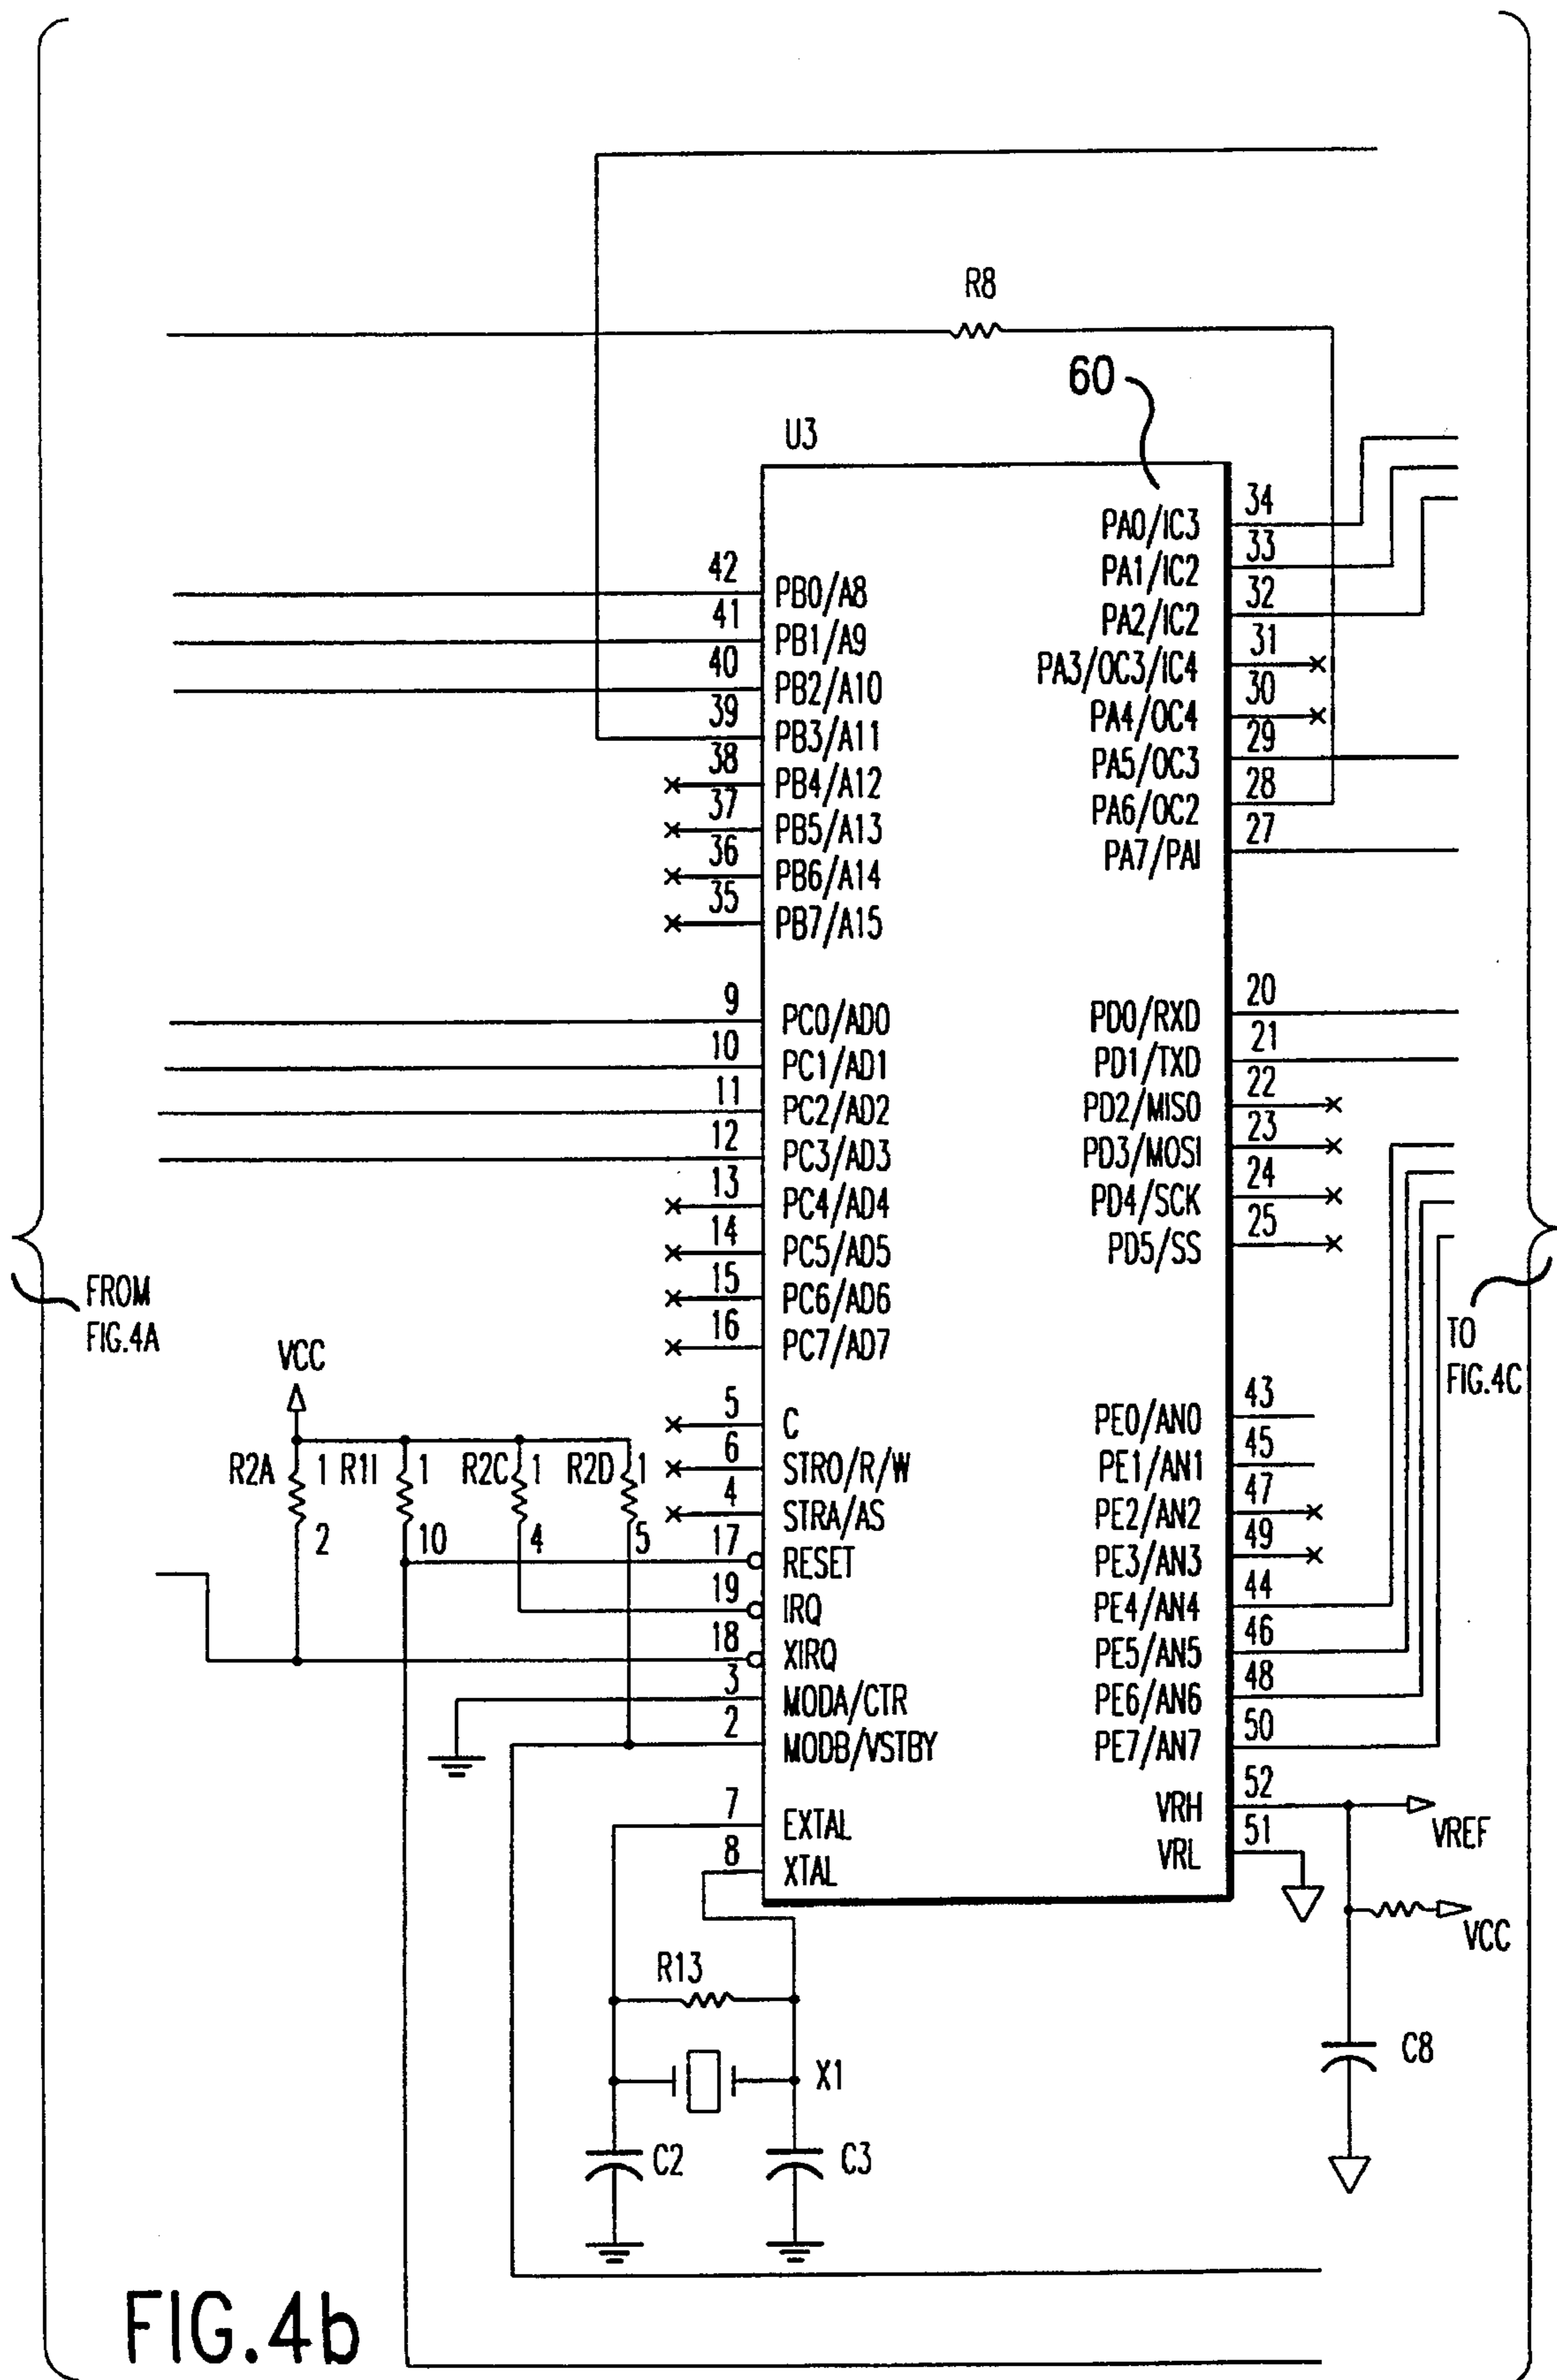 R8
60
U3
42 PB0/A8
41 PB1/A9
40 PB2/A10
39 PB3/A11
38 PB4/A12
37 PB5/A13
36 PB6/A14
35 PB7/A15
9 PC0/AD0
10 PC1/AD1
11 PC2/AD2
12 PC3/AD3
13 PC4/AD4
14 PC5/AD5
15 PC6/AD6
16 PC7/AD7
5 C
6 STRO/R/W
4 STRA/AS
17 RESET
19 IRQ
18 XIRQ
3 MODA/CTR
2 MODB/VSTBY
7 EXTAL
8 XTAL
PA0/IC3 34
PA1/IC2 33
PA2/IC2 32
PA3/OC3/IC4 31
PA4/OC4 30
PA5/OC3 29
PA6/OC2 28
PA7/PAI 27
PD0/RXD 20
PD1/TXD 21
PD2/MISO 22
PD3/MOSI 23
PD4/SCK 24
PD5/SS 25
PE0/AN0 43
PE1/AN1 45
PE2/AN2 47
PE3/AN3 49
PE4/AN4 44
PE5/AN5 46
PE6/AN6 48
PE7/AN7 50
VRH 52
VRL 51
FROM
FIG.4A
TO
FIG.4C
VCC
R2A 1 R1I 1 R2C 1 R2D 1
2 10 4 5
VREF
VCC
R13
X1
C8
C2
C3
FIG.4b